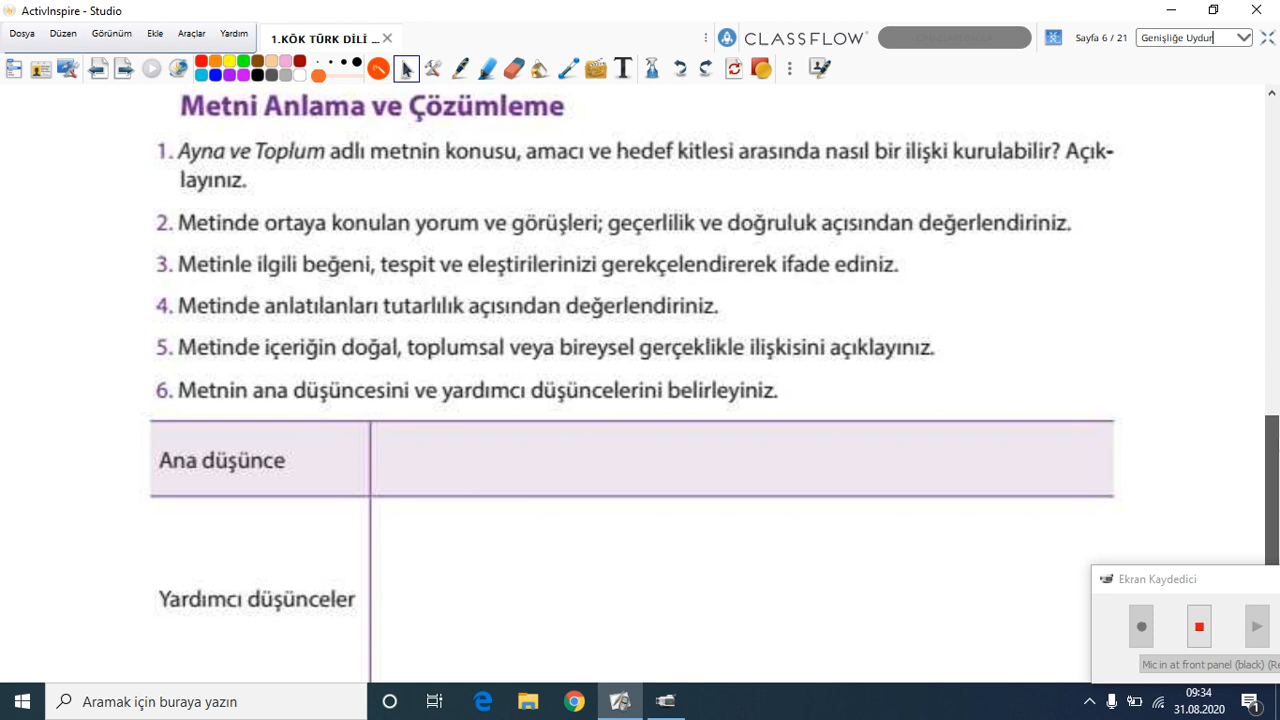 ActivInspire - Studio
Dosya Düzen Görünüm Ekle Araçlar Yardım
1.KÖK TÜRK DİLİ ...
CLASSFLOW
Sayfa 6 / 21
Genişliğe Uydur
Metni Anlama ve Çözümleme
1. Ayna ve Toplum adlı metnin konusu, amacı ve hedef kitlesi arasında nasıl bir ilişki kurulabilir? Açık-
layınız.
2. Metinde ortaya konulan yorum ve görüşleri; geçerlilik ve doğruluk açısından değerlendiriniz.
3. Metinle ilgili beğeni, tespit ve eleştirilerinizi gerekçelendirerek ifade ediniz.
4. Metinde anlatılanları tutarlılık açısından değerlendiriniz.
5. Metinde içeriğin doğal, toplumsal veya bireysel gerçeklikle ilişkisini açıklayınız.
6. Metnin ana düşüncesini ve yardımcı düşüncelerini belirleyiniz.
Ana düşünce
Yardımcı düşünceler
Ekran Kaydedici
Mic in at front panel (black) (Re
Aramak için buraya yazın
09:34
31.08.2020
1